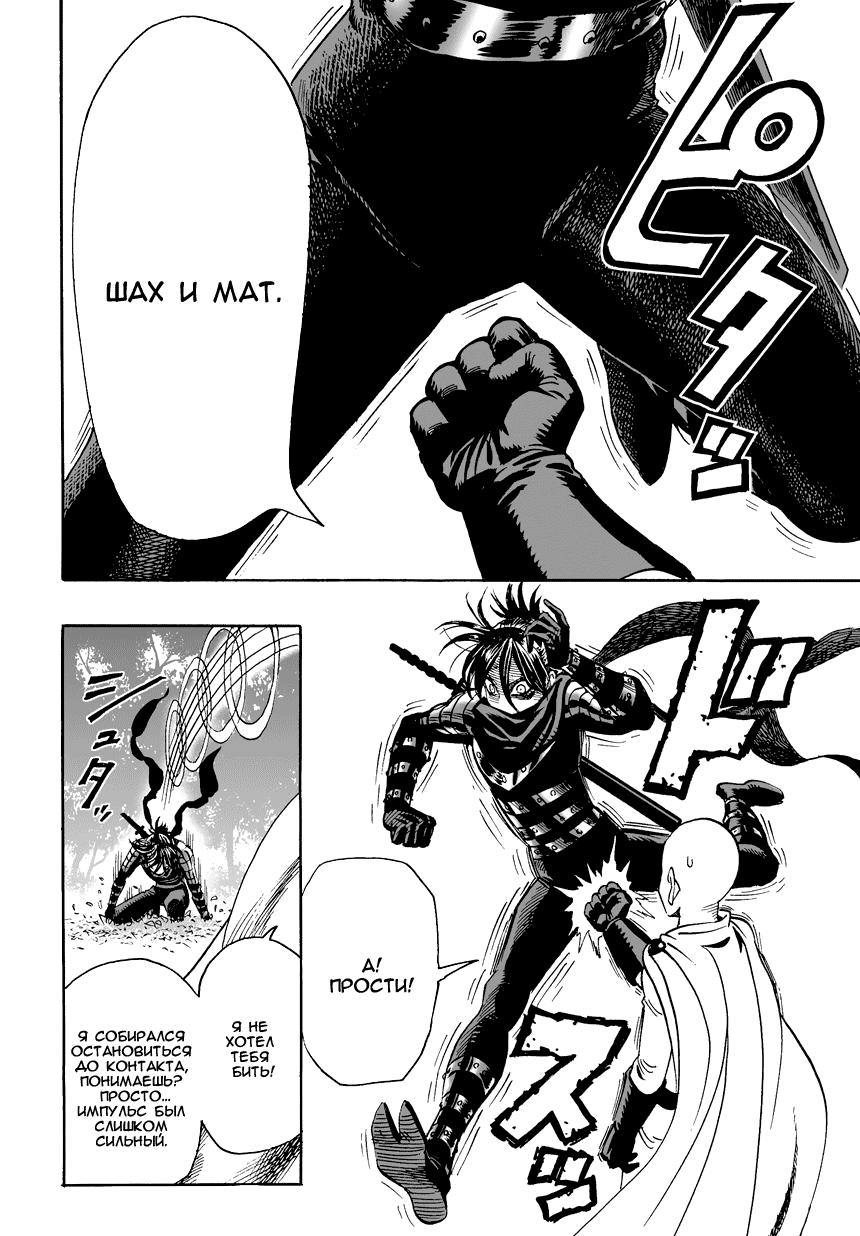 ШАХ И МАТ.
ピタッ
А!
ПРОСТИ!
ドスッ
シュタッ
Я НЕ
ХОТЕЛ
ТЕБЯ
БИТЬ!
Я СОБИРАЛСЯ
ОСТАНОВИТЬСЯ
ДО КОНТАКТА,
ПОНИМАЕШЬ?
ПРОСТО...
ИМПУЛЬС БЫЛ
СЛИШКОМ
СИЛЬНЫЙ.